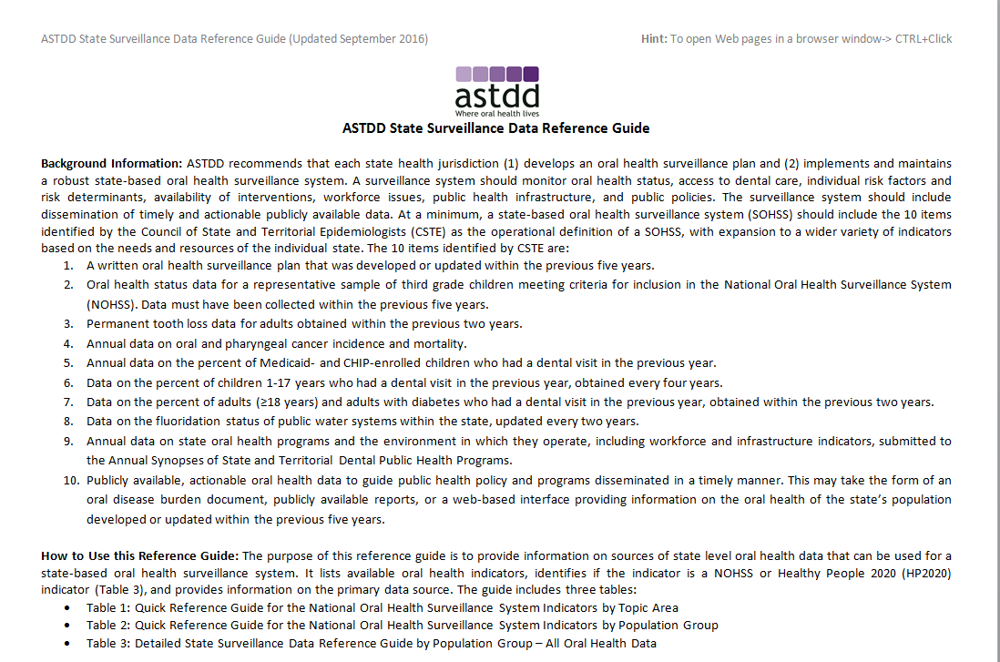 ASTDD State Surveillance Data Reference Guide (Updated September 2016)
Hint: To open Web pages in a browser window-> CTRL+Click
astdd
Where oral health lives
ASTDD State Surveillance Data Reference Guide
Background Information: ASTDD recommends that each state health jurisdiction (1) develops an oral health surveillance plan and (2) implements and maintains
a robust state-based oral health surveillance system. A surveillance system should monitor oral health status, access to dental care, individual risk factors and
risk determinants, availability of interventions, workforce issues, public health infrastructure, and public policies. The surveillance system should include
dissemination of timely and actionable publicly available data. At a minimum, a state-based oral health surveillance system (SOHSS) should include the 10 items
identified by the Council of State and Territorial Epidemiologists (CSTE) as the operational definition of a SOHSS, with expansion to a wider variety of indicators
based on the needs and resources of the individual state. The 10 items identified by CSTE are:
1. A written oral health surveillance plan that was developed or updated within the previous five years.
2. Oral health status data for a representative sample of third grade children meeting criteria for inclusion in the National Oral Health Surveillance System
(NOHSS). Data must have been collected within the previous five years.
3. Permanent tooth loss data for adults obtained within the previous two years.
4. Annual data on oral and pharyngeal cancer incidence and mortality.
5. Annual data on the percent of Medicaid- and CHIP-enrolled children who had a dental visit in the previous year.
6. Data on the percent of children 1-17 years who had a dental visit in the previous year, obtained every four years.
7. Data on the percent of adults (≥18 years) and adults with diabetes who had a dental visit in the previous year, obtained within the previous two years.
8. Data on the fluoridation status of public water systems within the state, updated every two years.
9. Annual data on state oral health programs and the environment in which they operate, including workforce and infrastructure indicators, submitted to
the Annual Synopses of State and Territorial Dental Public Health Programs.
10. Publicly available, actionable oral health data to guide public health policy and programs disseminated in a timely manner. This may take the form of an
oral disease burden document, publicly available reports, or a web-based interface providing information on the oral health of the state's population
developed or updated within the previous five years.
How to Use this Reference Guide: The purpose of this reference guide is to provide information on sources of state level oral health data that can be used for a
state-based oral health surveillance system. It lists available oral health indicators, identifies if the indicator is a NOHSS or Healthy People 2020 (HP2020)
indicator (Table 3), and provides information on the primary data source. The guide includes three tables:
• Table 1: Quick Reference Guide for the National Oral Health Surveillance System Indicators by Topic Area
• Table 2: Quick Reference Guide for the National Oral Health Surveillance System Indicators by Population Group
• Table 3: Detailed State Surveillance Data Reference Guide by Population Group – All Oral Health Data